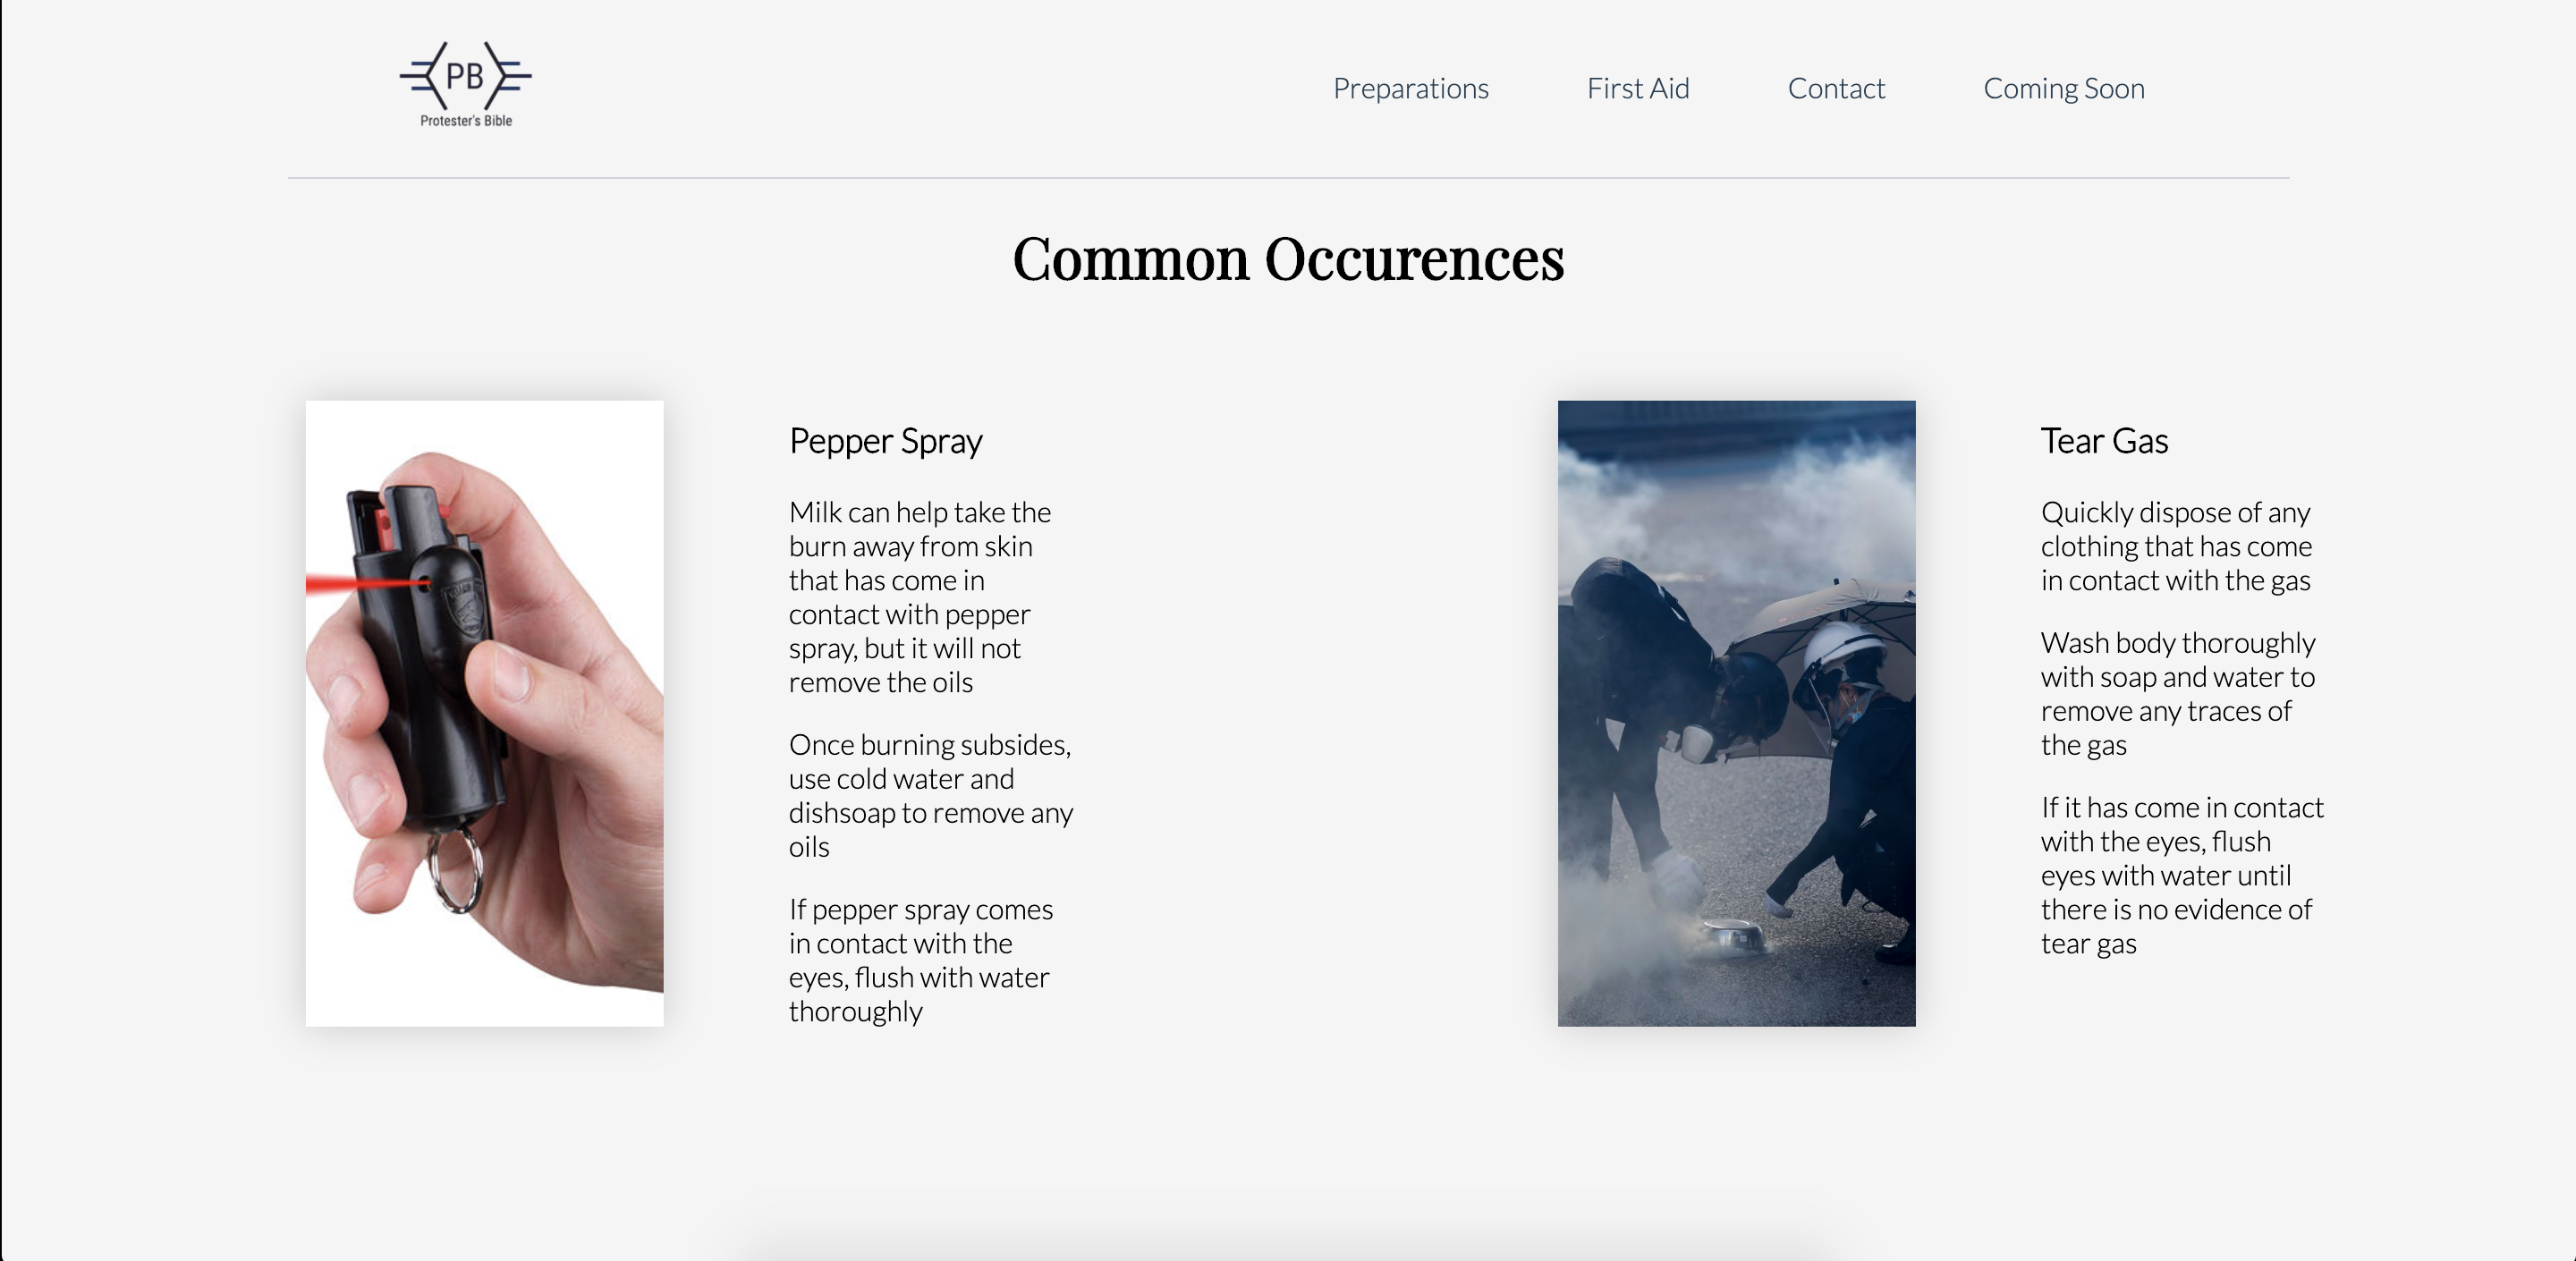 PB
Protester's Bible
Preparations
First Aid
Contact
Coming Soon
Common Occurences
Pepper Spray
Milk can help take the
burn away from skin
that has come in
contact with pepper
spray, but it will not
remove the oils
Once burning subsides,
use cold water and
dishsoap to remove any
oils
If pepper spray comes
in contact with the
eyes, flush with water
thoroughly
Tear Gas
Quickly dispose of any
clothing that has come
in contact with the gas
Wash body thoroughly
with soap and water to
remove any traces of
the gas
If it has come in contact
with the eyes, flush
eyes with water until
there is no evidence of
tear gas